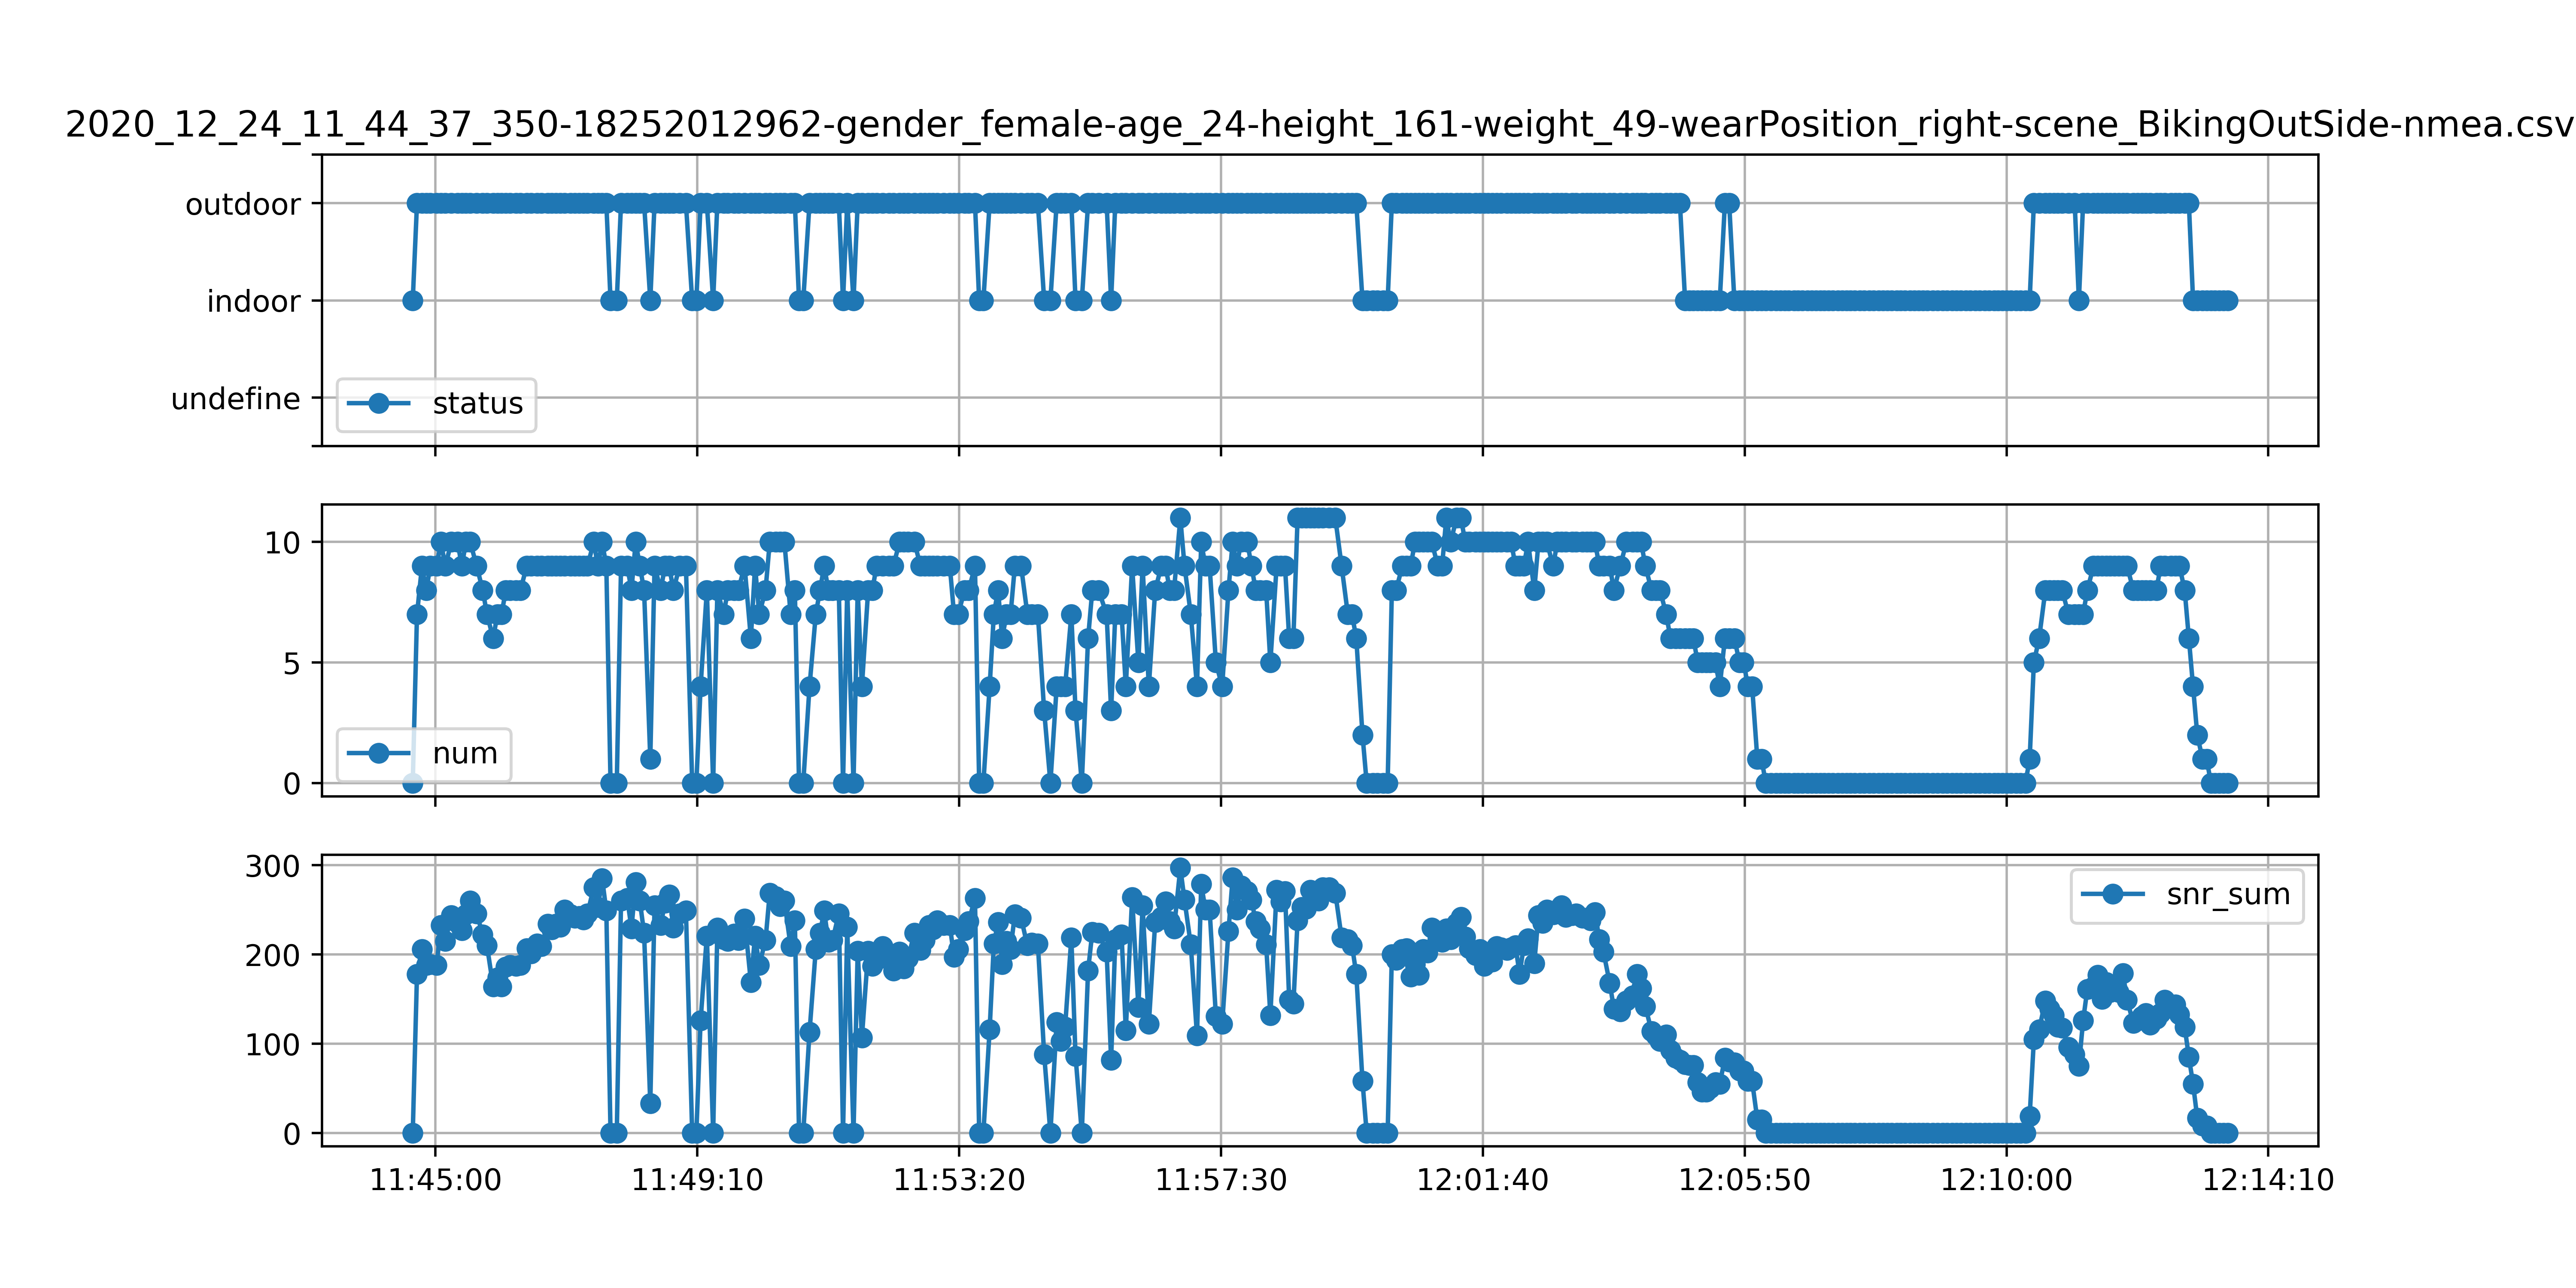 2020_12_24_11_44_37_350-18252012962-gender_female-age_24-height_161-weight_49-wearPosition_right-scene_BikingOutSide-nmea.csv
outdoor
indoor
undefine
status
10
5
0
num
300
200
100
0
snr_sum
11:45:00 11:49:10 11:53:20 11:57:30 12:01:40 12:05:50 12:10:00 12:14:10